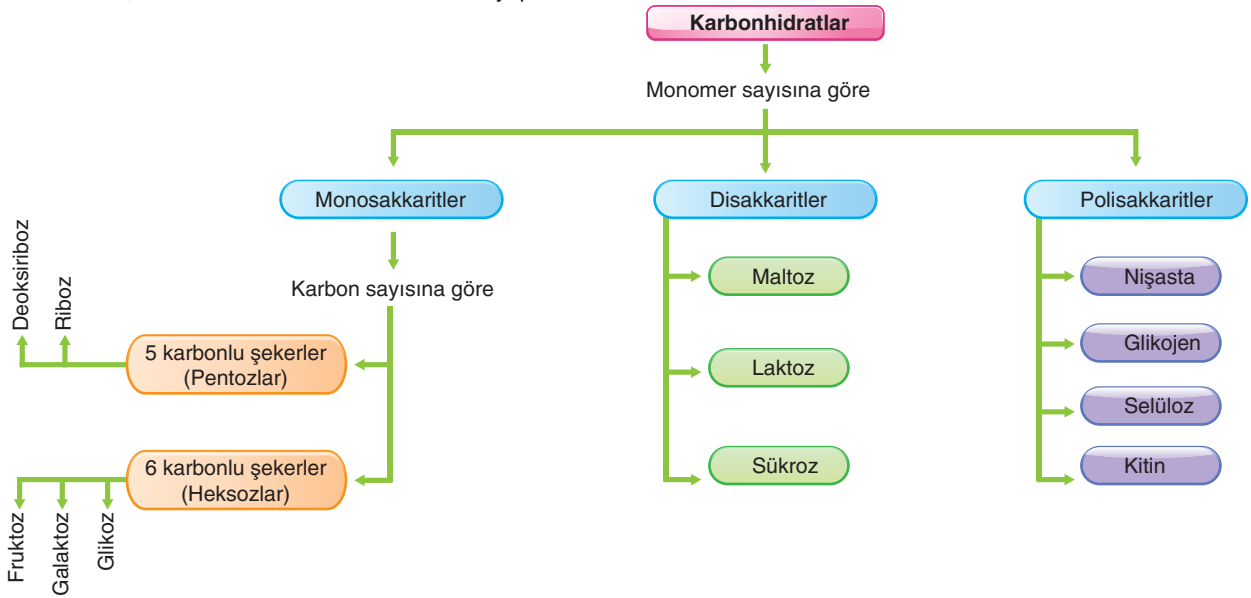 Karbonhidratlar
Monomer sayısına göre
Monosakkaritler
Disakkaritler
Polisakkaritler
Karbon sayısına göre
5 karbonlu şekerler
(Pentozlar)
Deoksiriboz
Riboz
6 karbonlu şekerler
(Heksozlar)
Fruktoz
Galaktoz
Glikoz
Maltoz
Laktoz
Sükroz
Nişasta
Glikojen
Selüloz
Kitin